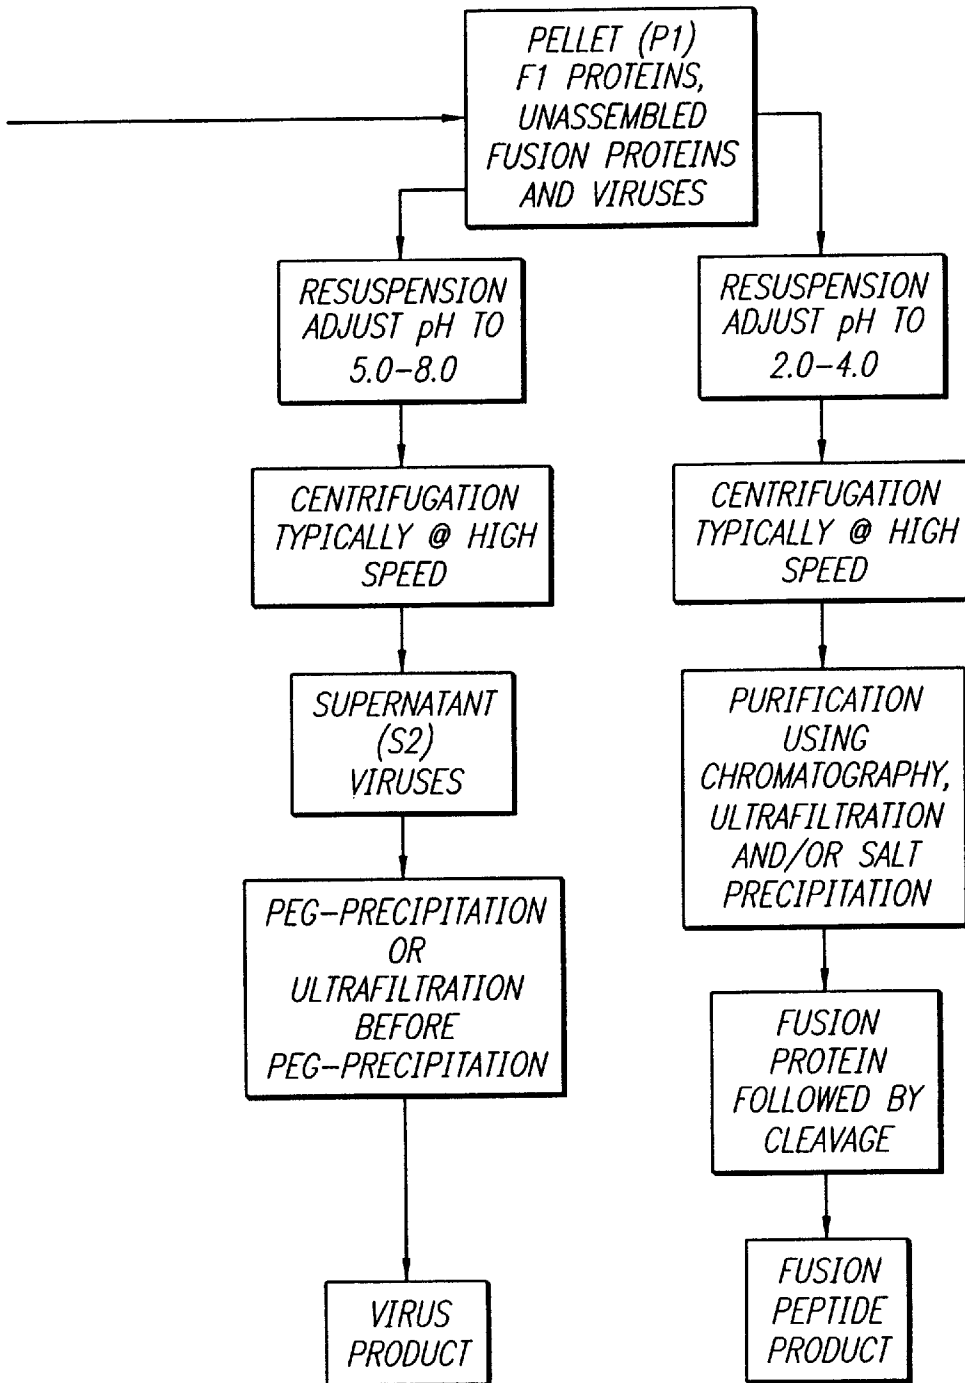 PELLET (P1)
F1 PROTEINS,
UNASSEMBLED
FUSION PROTEINS
AND VIRUSES
RESUSPENSION
ADJUST pH TO
5.0-8.0
CENTRIFUGATION
TYPICALLY @ HIGH
SPEED
SUPERNATANT
(S2)
VIRUSES
PEG-PRECIPITATION
OR
ULTRAFILTRATION
BEFORE
PEG-PRECIPITATION
VIRUS
PRODUCT
RESUSPENSION
ADJUST pH TO
2.0-4.0
CENTRIFUGATION
TYPICALLY @ HIGH
SPEED
PURIFICATION
USING
CHROMATOGRAPHY,
ULTRAFILTRATION
AND/OR SALT
PRECIPITATION
FUSION
PROTEIN
FOLLOWED BY
CLEAVAGE
FUSION
PEPTIDE
PRODUCT